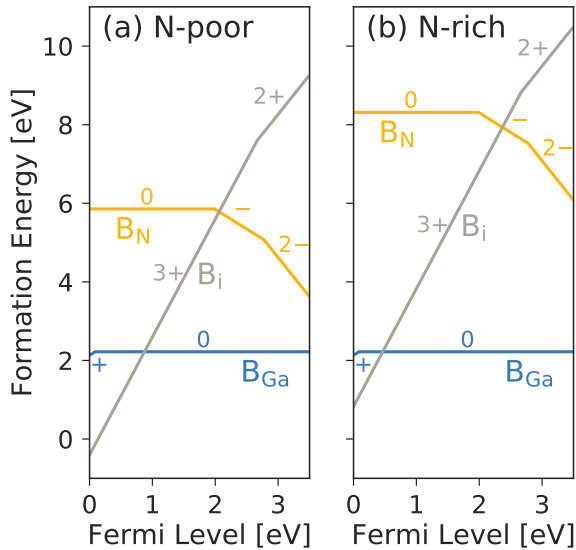 (a) N-poor
(b) N-rich
Formation Energy [eV]
10
8
6
4
2
0
2+
0
−
B_N
2−
3+
B_i
0
+
B_Ga
2+
0
−
B_N
2−
3+
B_i
0
+
B_Ga
0 1 2 3
0 1 2 3
Fermi Level [eV]
Fermi Level [eV]